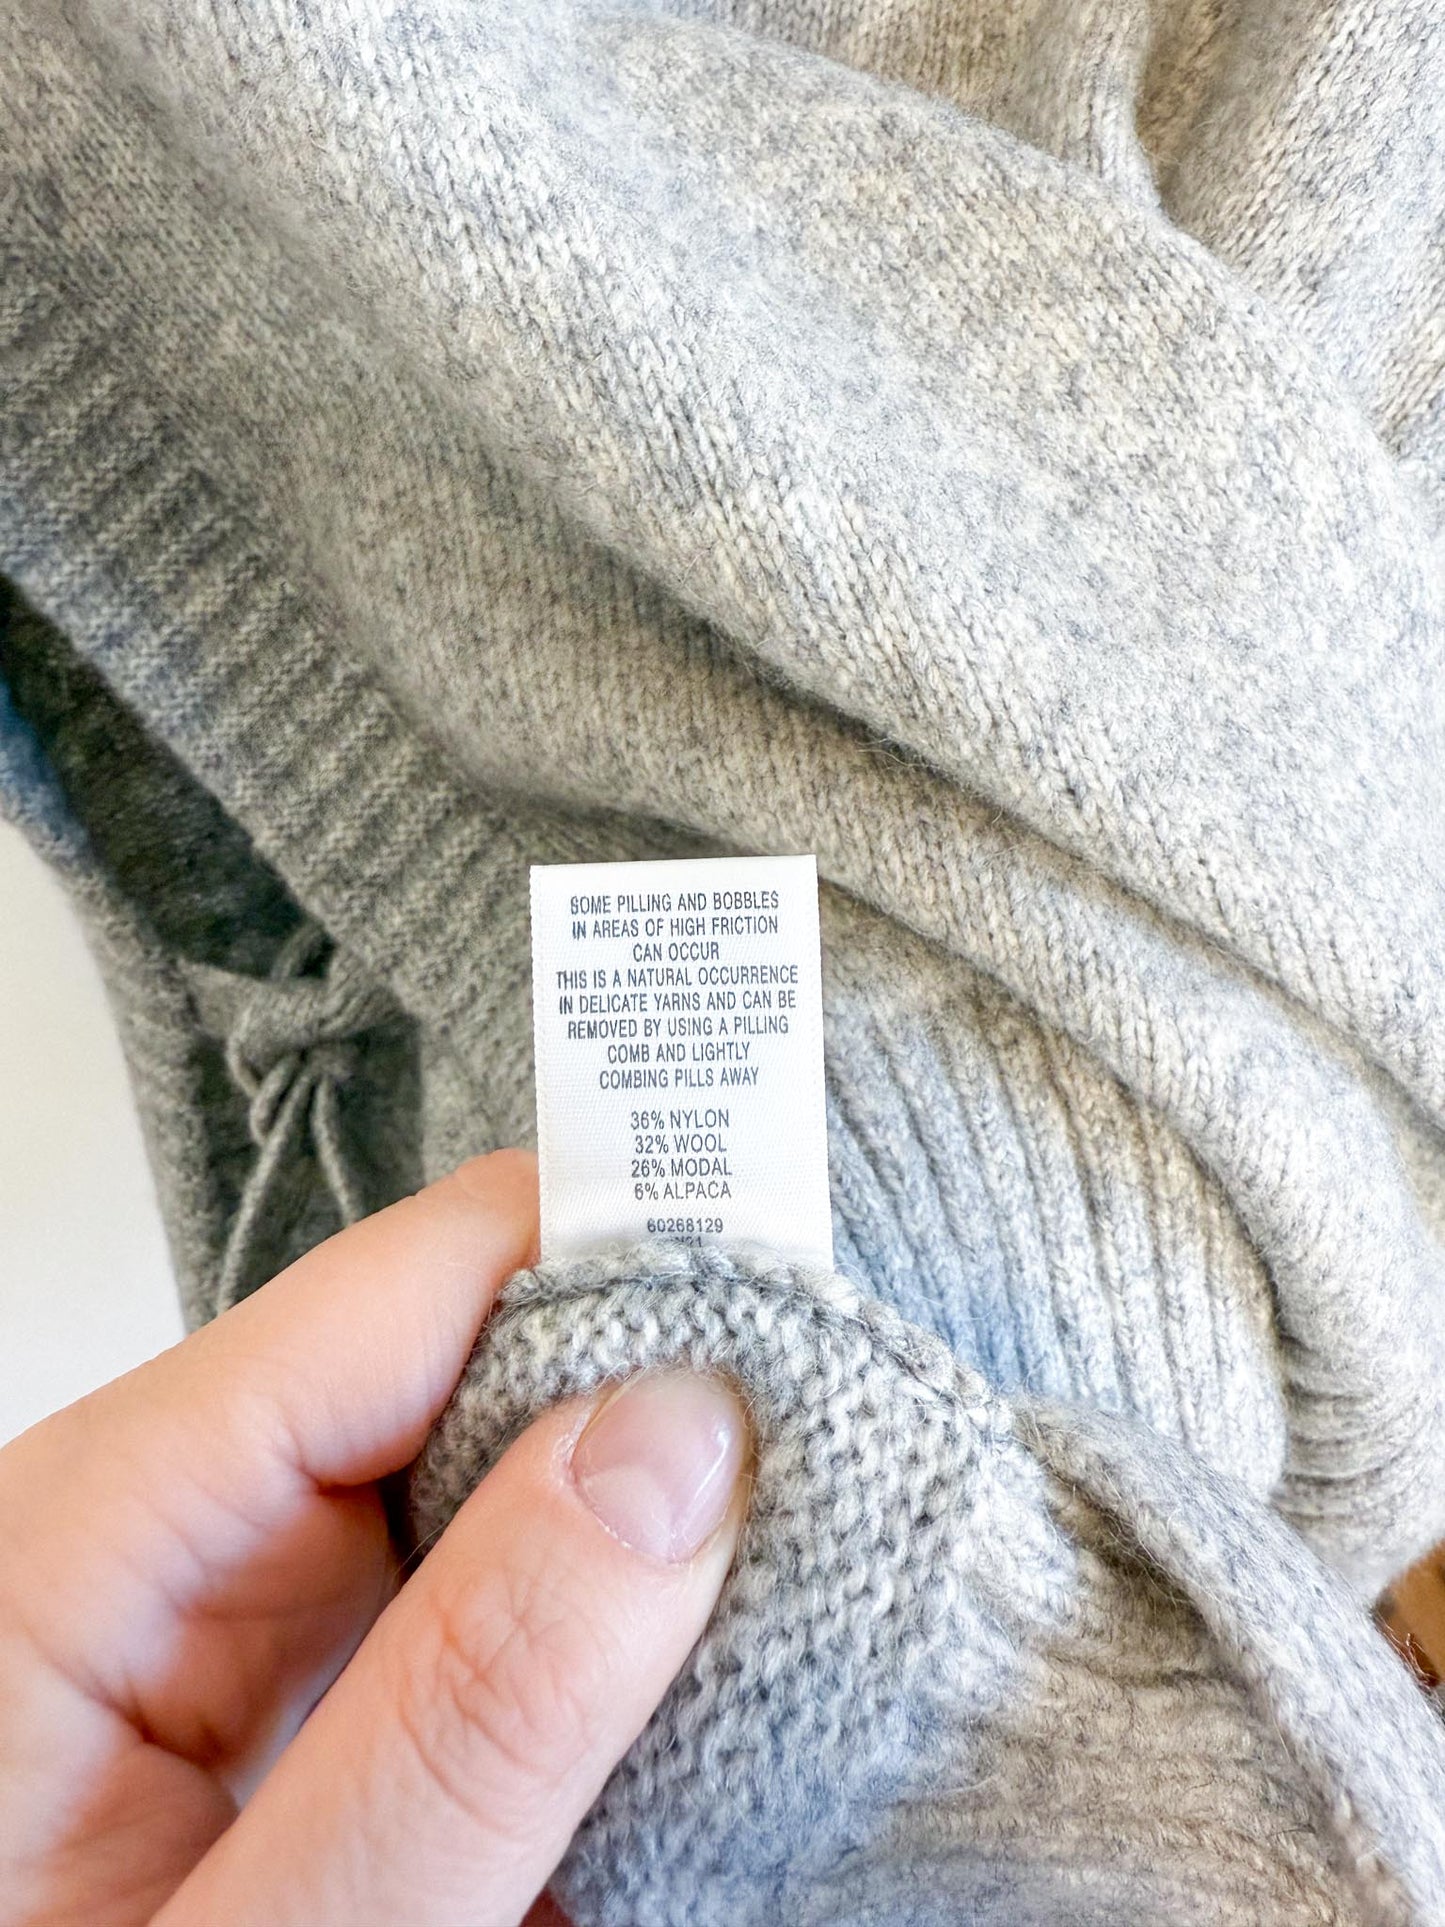 SOME PILLING AND BOBBLES
IN AREAS OF HIGH FRICTION
CAN OCCUR
THIS IS A NATURAL OCCURRENCE
IN DELICATE YARNS AND CAN BE
REMOVED BY USING A PILLING
COMB AND LIGHTLY
COMBING PILLS AWAY
36% NYLON
32% WOOL
26% MODAL
6% ALPACA
60268129